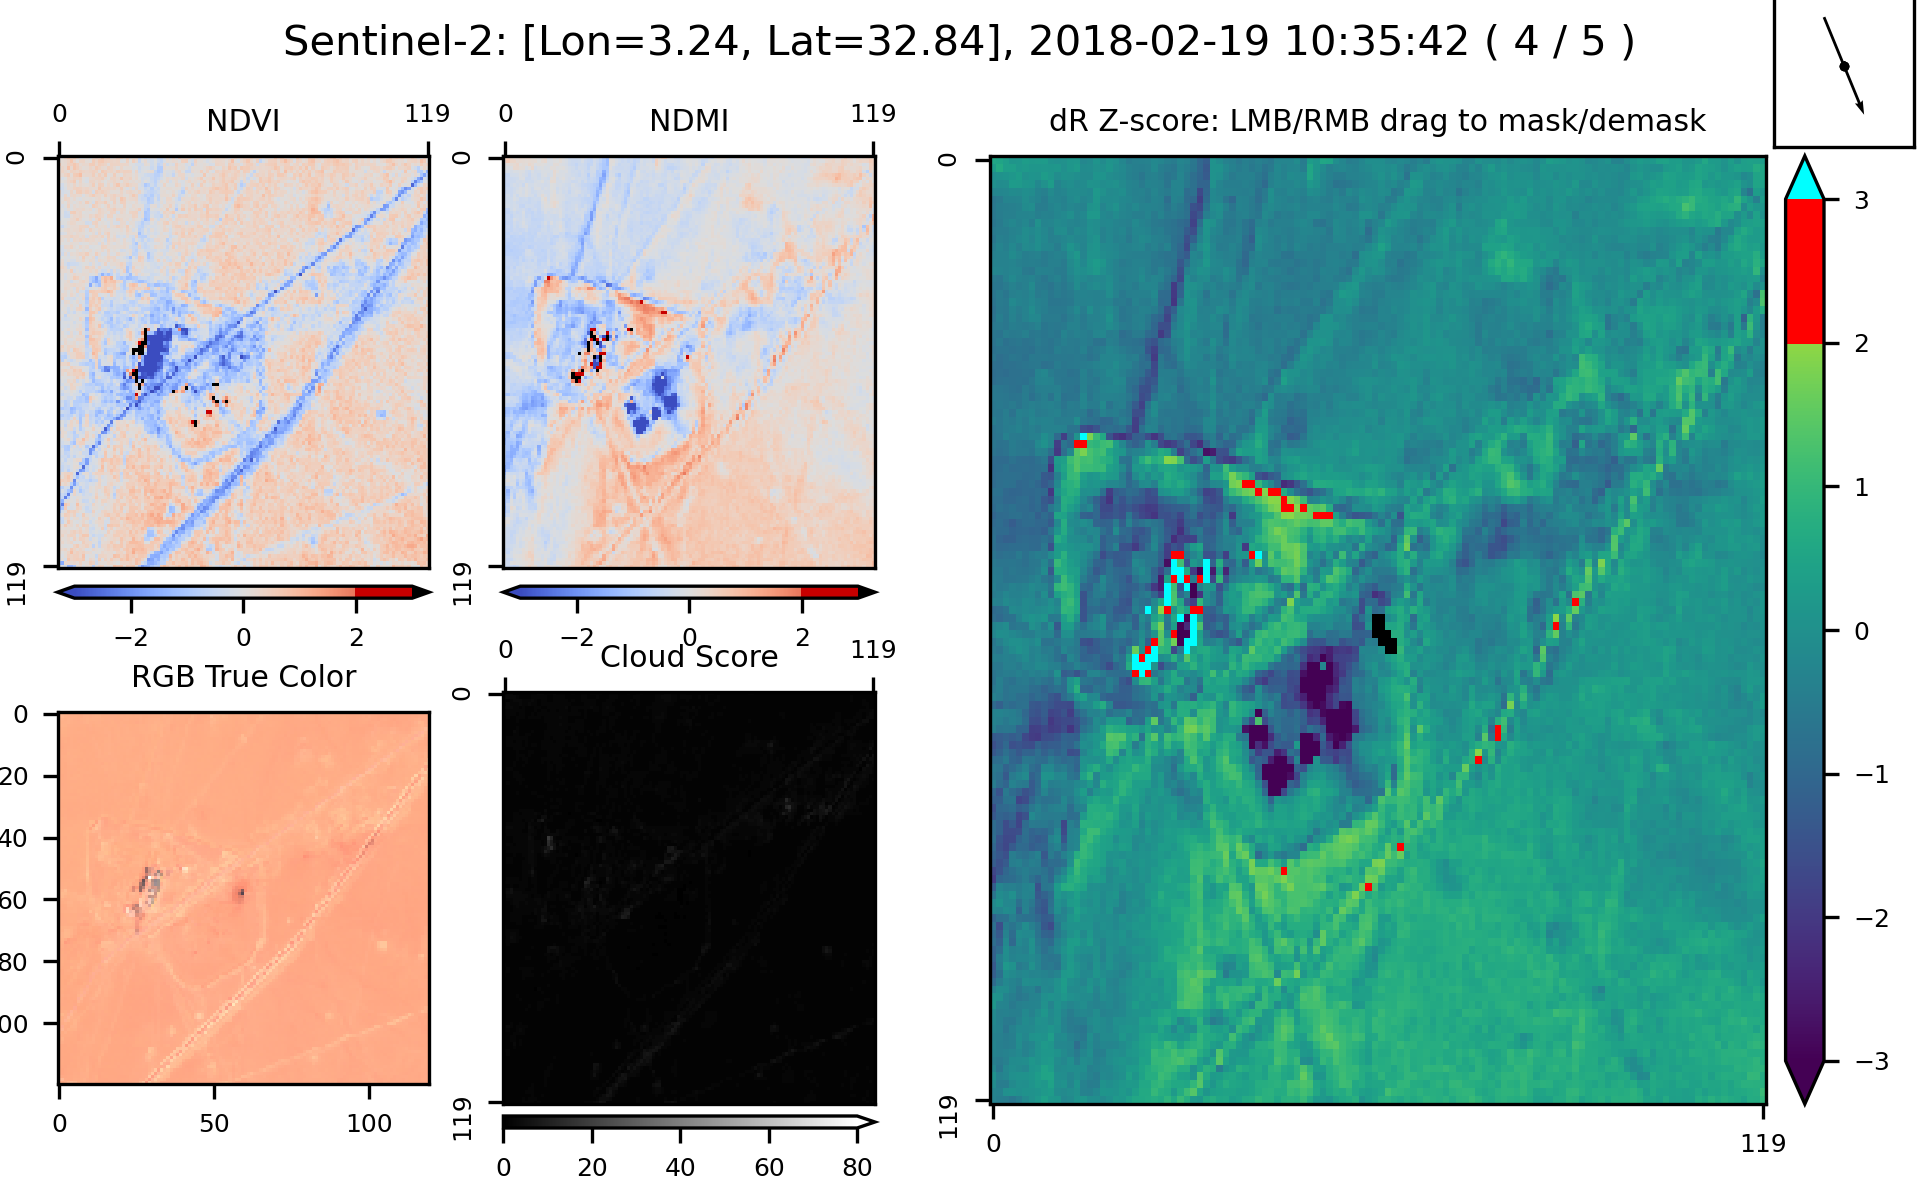 Sentinel-2: [Lon=3.24, Lat=32.84], 2018-02-19 10:35:42 ( 4 / 5 )
0 NDVI 119
0 NDMI 119
dR Z-score: LMB/RMB drag to mask/demask
0
0
0
3
2
1
0
−1
−2
−3
119
119
−2 0 2
−2 0 2
0 Cloud Score 119
RGB True Color
0
0
20
40
60
80
00
119
119
0 50 100
0 20 40 60 80
0 119